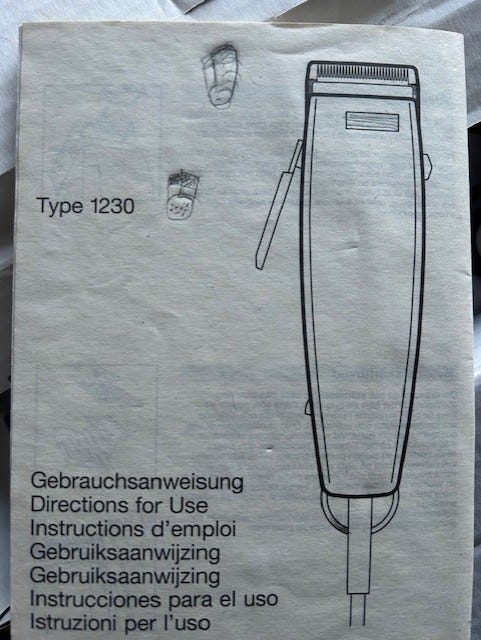 Type 1230
Gebrauchsanweisung
Directions for Use
Instructions d'emploi
Gebruiksaanwijzing
Gebruiksaanwijzing
Instrucciones para el uso
Istruzioni per l'uso